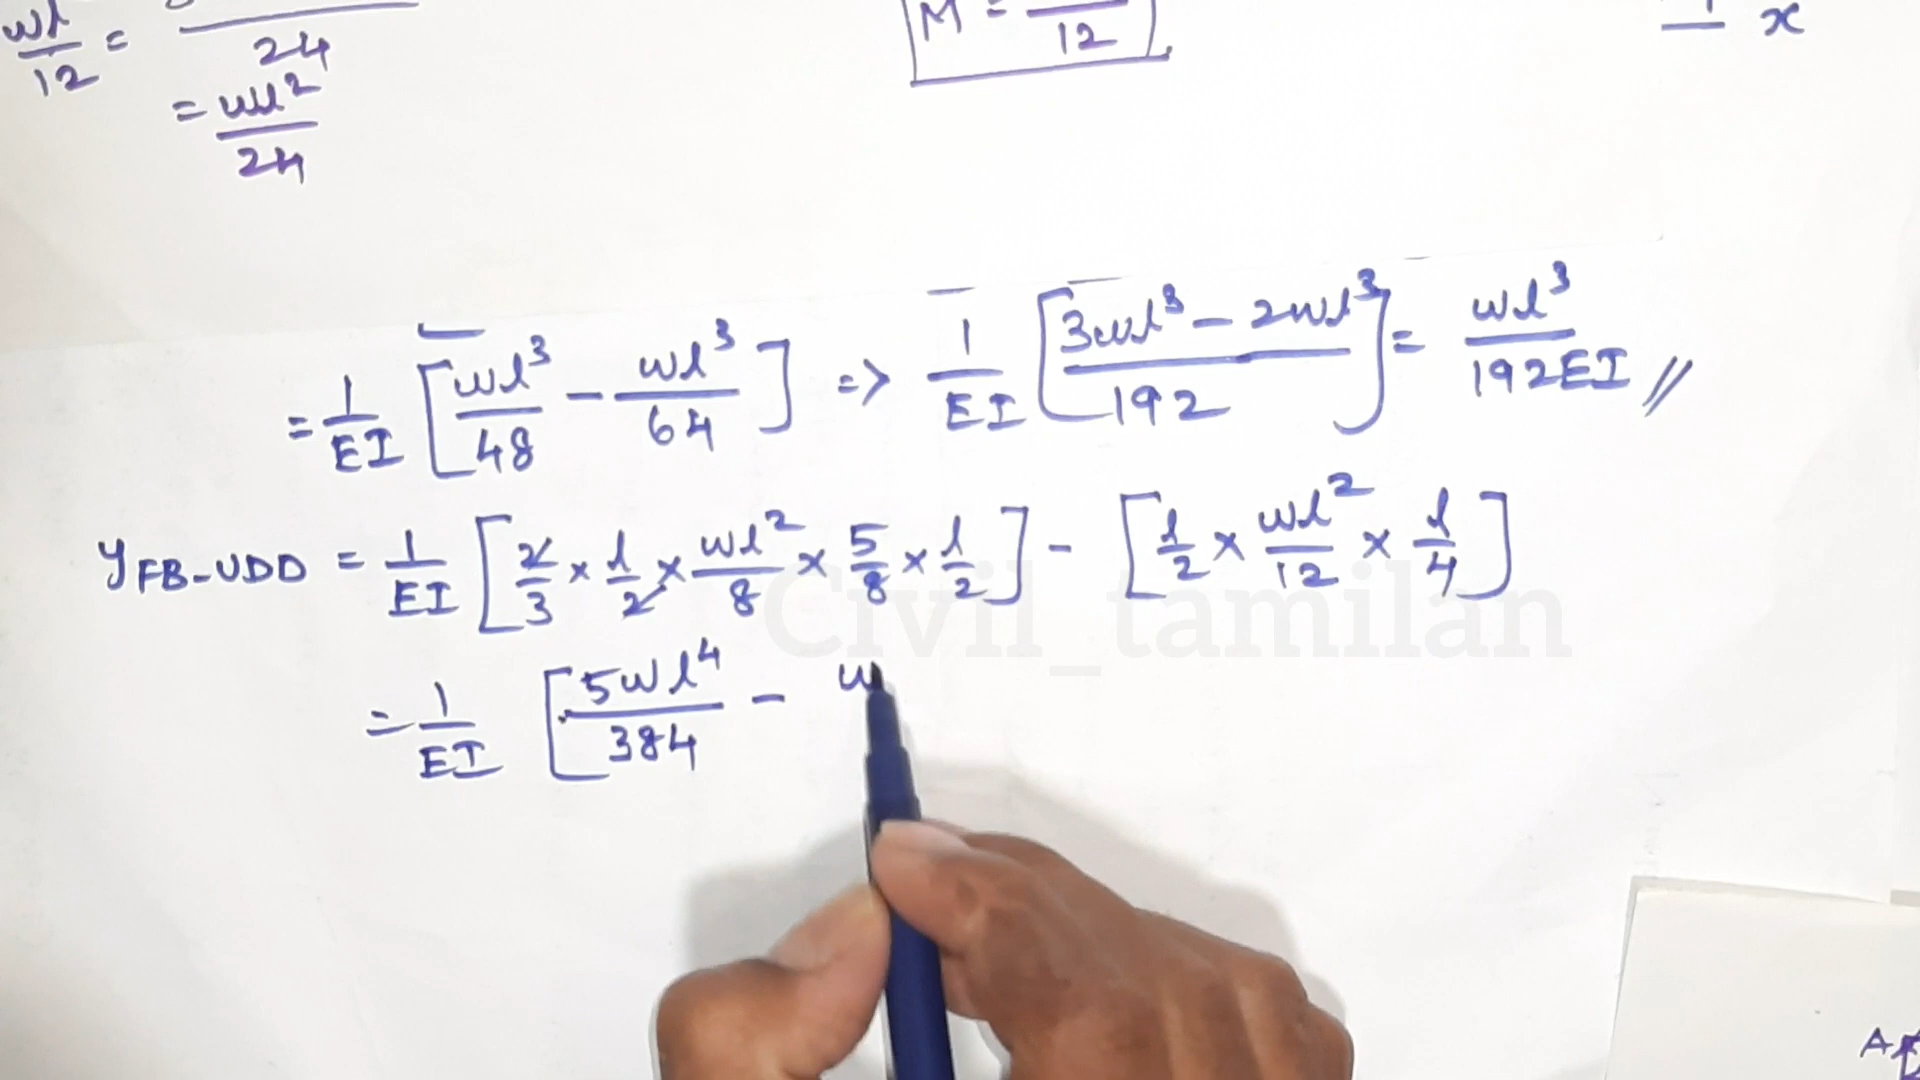 wl/12 = /24
= wl²/24
M = /12
x
= 1/EI [wl³/48 - wl³/64] => 1/EI [3wl³ - 2wl³/192] = wl³/192EI //
yFB-UDD = 1/EI [2/3 × l/2 × wl²/8 × 5/8 × l/2] - [l/2 × wl²/12 × l/4]
= 1/EI [5wl⁴/384 - w
Civil_tamilan
A